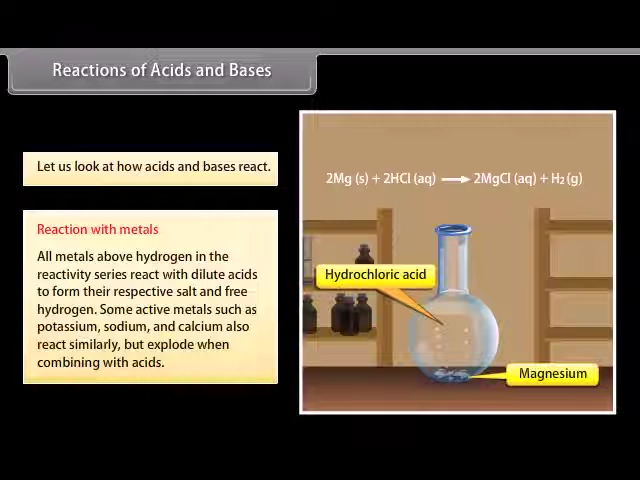 Reactions of Acids and Bases
Let us look at how acids and bases react.
Reaction with metals
All metals above hydrogen in the
reactivity series react with dilute acids
to form their respective salt and free
hydrogen. Some active metals such as
potassium, sodium, and calcium also
react similarly, but explode when
combining with acids.
2Mg (s) + 2HCl (aq) ⟶ 2MgCl (aq) + H₂ (g)
Hydrochloric acid
Magnesium